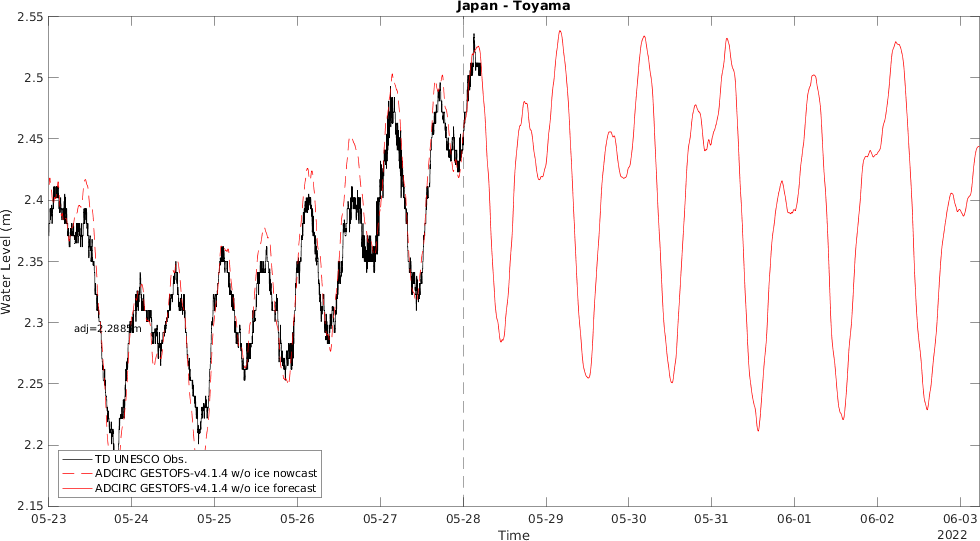 Japan - Toyama
2.55
2.5
2.45
2.4
2.35
2.3
2.25
2.2
2.15
Water Level (m)
adj=2.2885m
TD UNESCO Obs.
ADCIRC GESTOFS-v4.1.4 w/o ice nowcast
ADCIRC GESTOFS-v4.1.4 w/o ice forecast
05-23 05-24 05-25 05-26 05-27 05-28 05-29 05-30 05-31 06-01 06-02 06-03
Time
2022